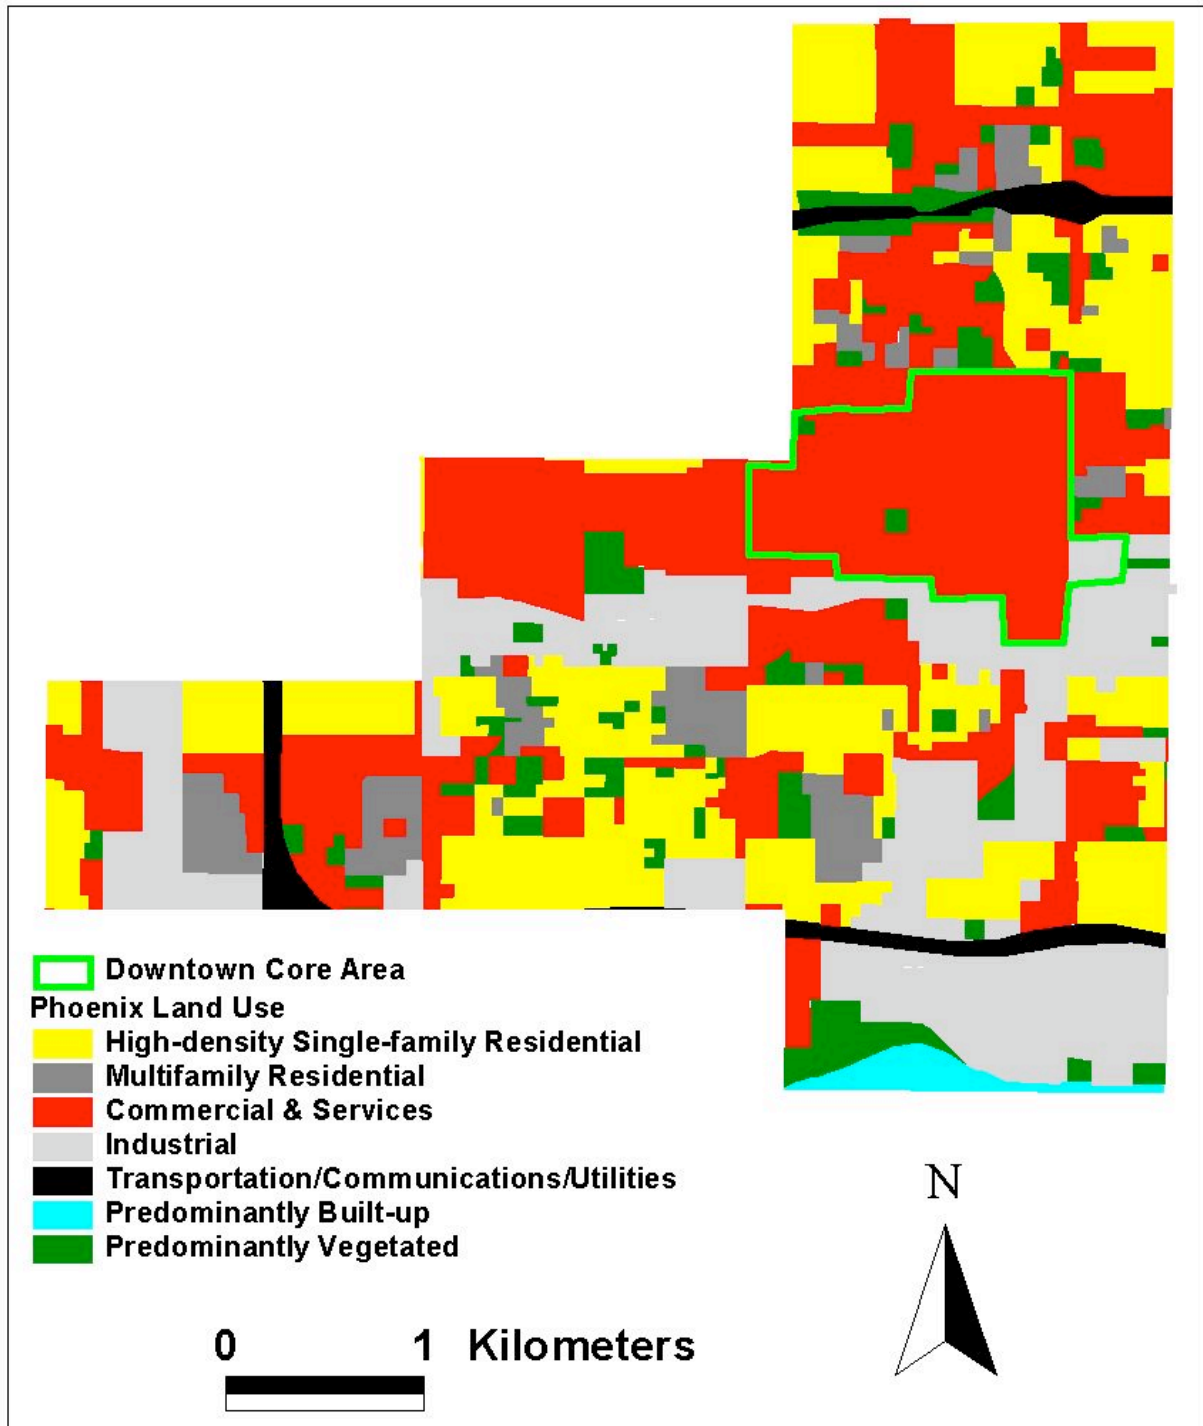 Downtown Core Area
Phoenix Land Use
High-density Single-family Residential
Multifamily Residential
Commercial & Services
Industrial
Transportation/Communications/Utilities
Predominantly Built-up
Predominantly Vegetated
N
0 1 Kilometers